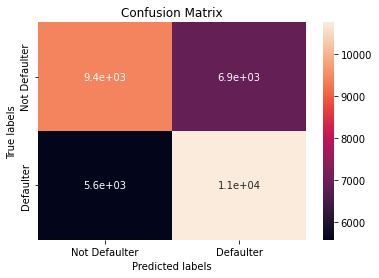 Confusion Matrix
True labels
Not Defaulter
9.4e+03
6.9e+03
Defaulter
5.6e+03
1.1e+04
Not Defaulter
Defaulter
Predicted labels
10000
9000
8000
7000
6000